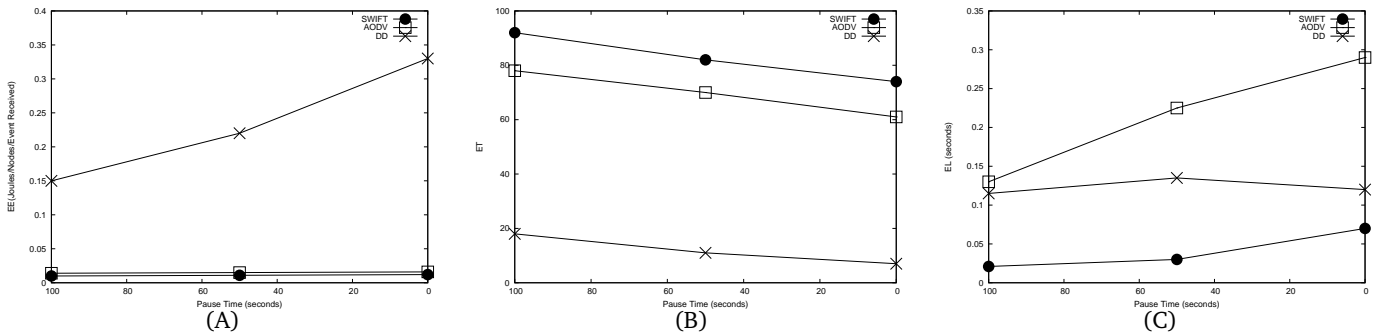 0.4
0.35
0.3
0.25
0.2
0.15
0.1
0.05
0
EE(Joules/Nodes/Event Received)
SWIFT
AODV
DD
100 80 60 40 20 0
Pause Time (seconds)
(A)
100
80
60
40
20
0
ET
SWIFT
AODV
DD
100 80 60 40 20 0
Pause Time (seconds)
(B)
0.35
0.3
0.25
0.2
0.15
0.1
0.05
0
EL (seconds)
SWIFT
AODV
DD
100 80 60 40 20 0
Pause Time (seconds)
(C)